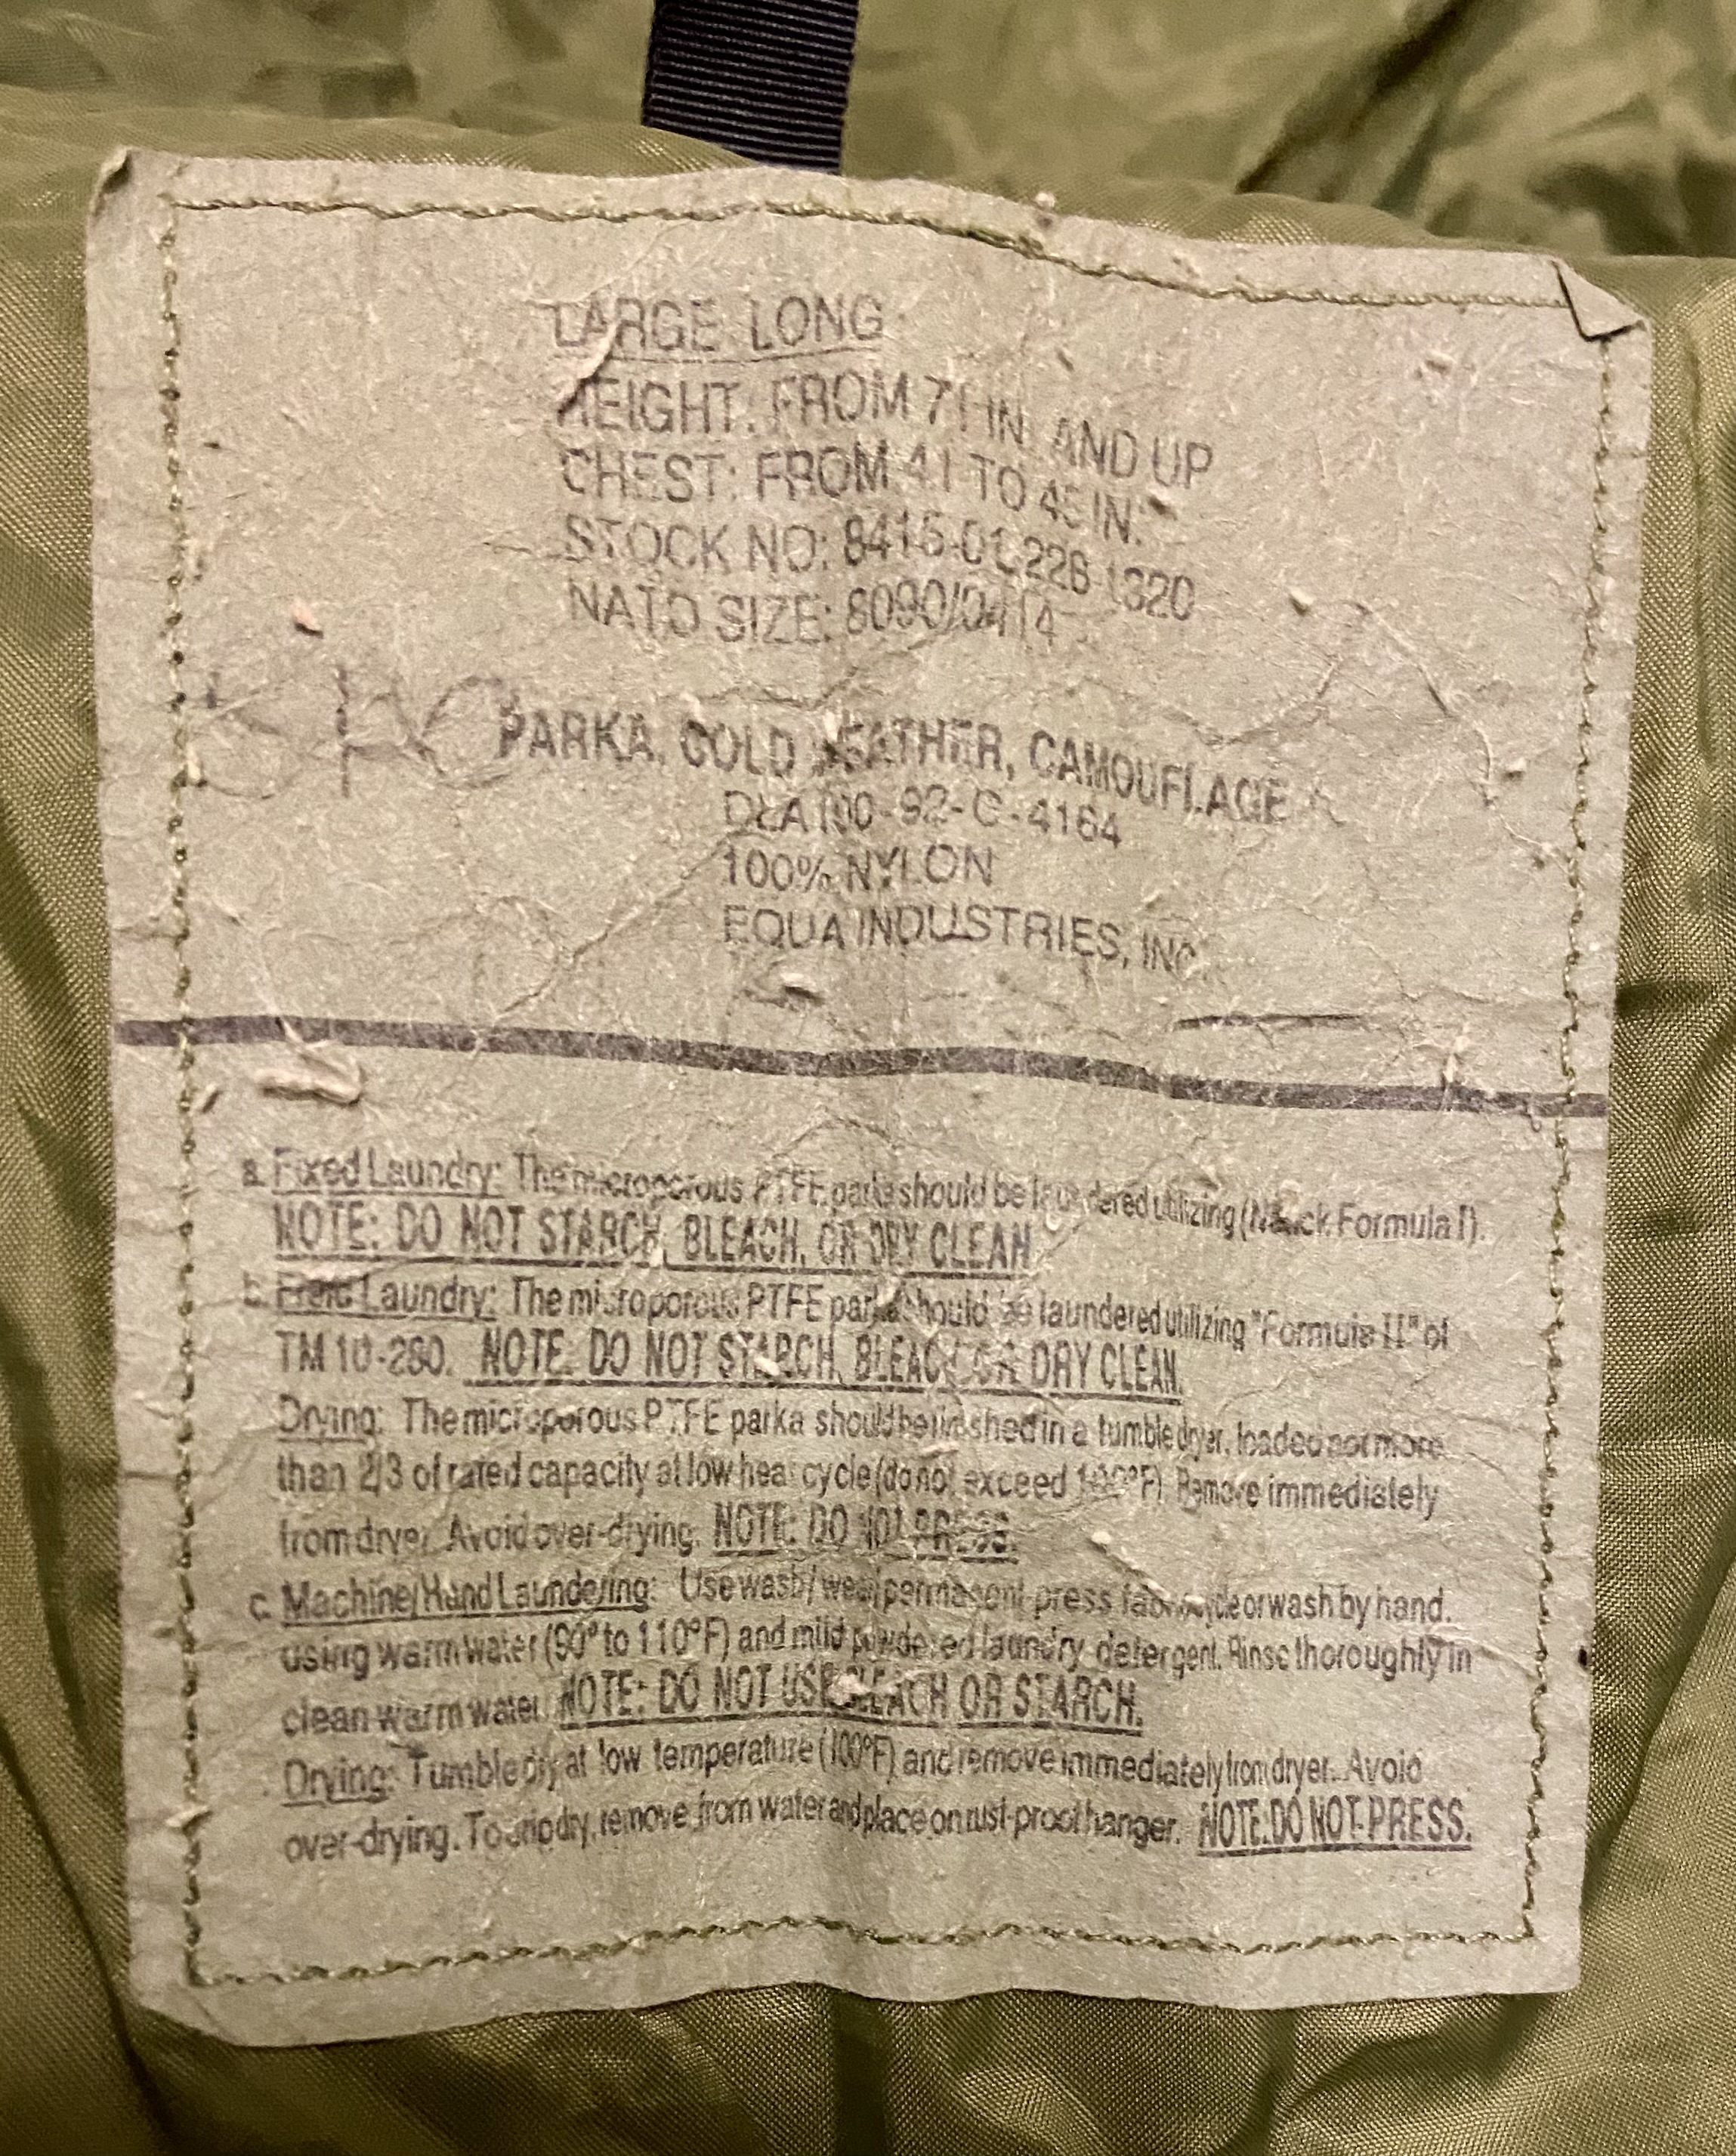 LARGE LONG
HEIGHT: FROM 71 IN. AND UP
CHEST: FROM 41 TO 45 IN.
STOCK NO: 8415-01-228-1320
NATO SIZE: 8090/0414
PARKA, COLD WEATHER, CAMOUFLAGE
DLA100-92-C-4164
100% NYLON
EQUA INDUSTRIES, INC.
a. Fixed Laundry: The microporous PTFE parka should be laundered utilizing (Natick Formula I).
NOTE: DO NOT STARCH, BLEACH, OR DRY CLEAN
b. Field Laundry: The microporous PTFE parka should be laundered utilizing "Formula II" of
TM 10-280. NOTE: DO NOT STARCH, BLEACH OR DRY CLEAN.
Drying: The microporous PTFE parka should be finished in a tumble dryer, loaded not more
than 2/3 of rated capacity at low heat cycle (do not exceed °F). Remove immediately
from dryer. Avoid over-drying. NOTE: DO NOT PRESS.
c. Machine/Hand Laundering: Use wash/wear permanent-press fabric cycle or wash by hand.
using warm water (90° to 110°F) and mild powdered laundry detergent. Rinse thoroughly in
clean warm water. NOTE: DO NOT USE BLEACH OR STARCH.
Drying: Tumble dry at low temperature (100°F) and remove immediately from dryer. Avoid
over-drying. To drip dry, remove from water and place on rust-proof hanger. NOTE: DO NOT PRESS.